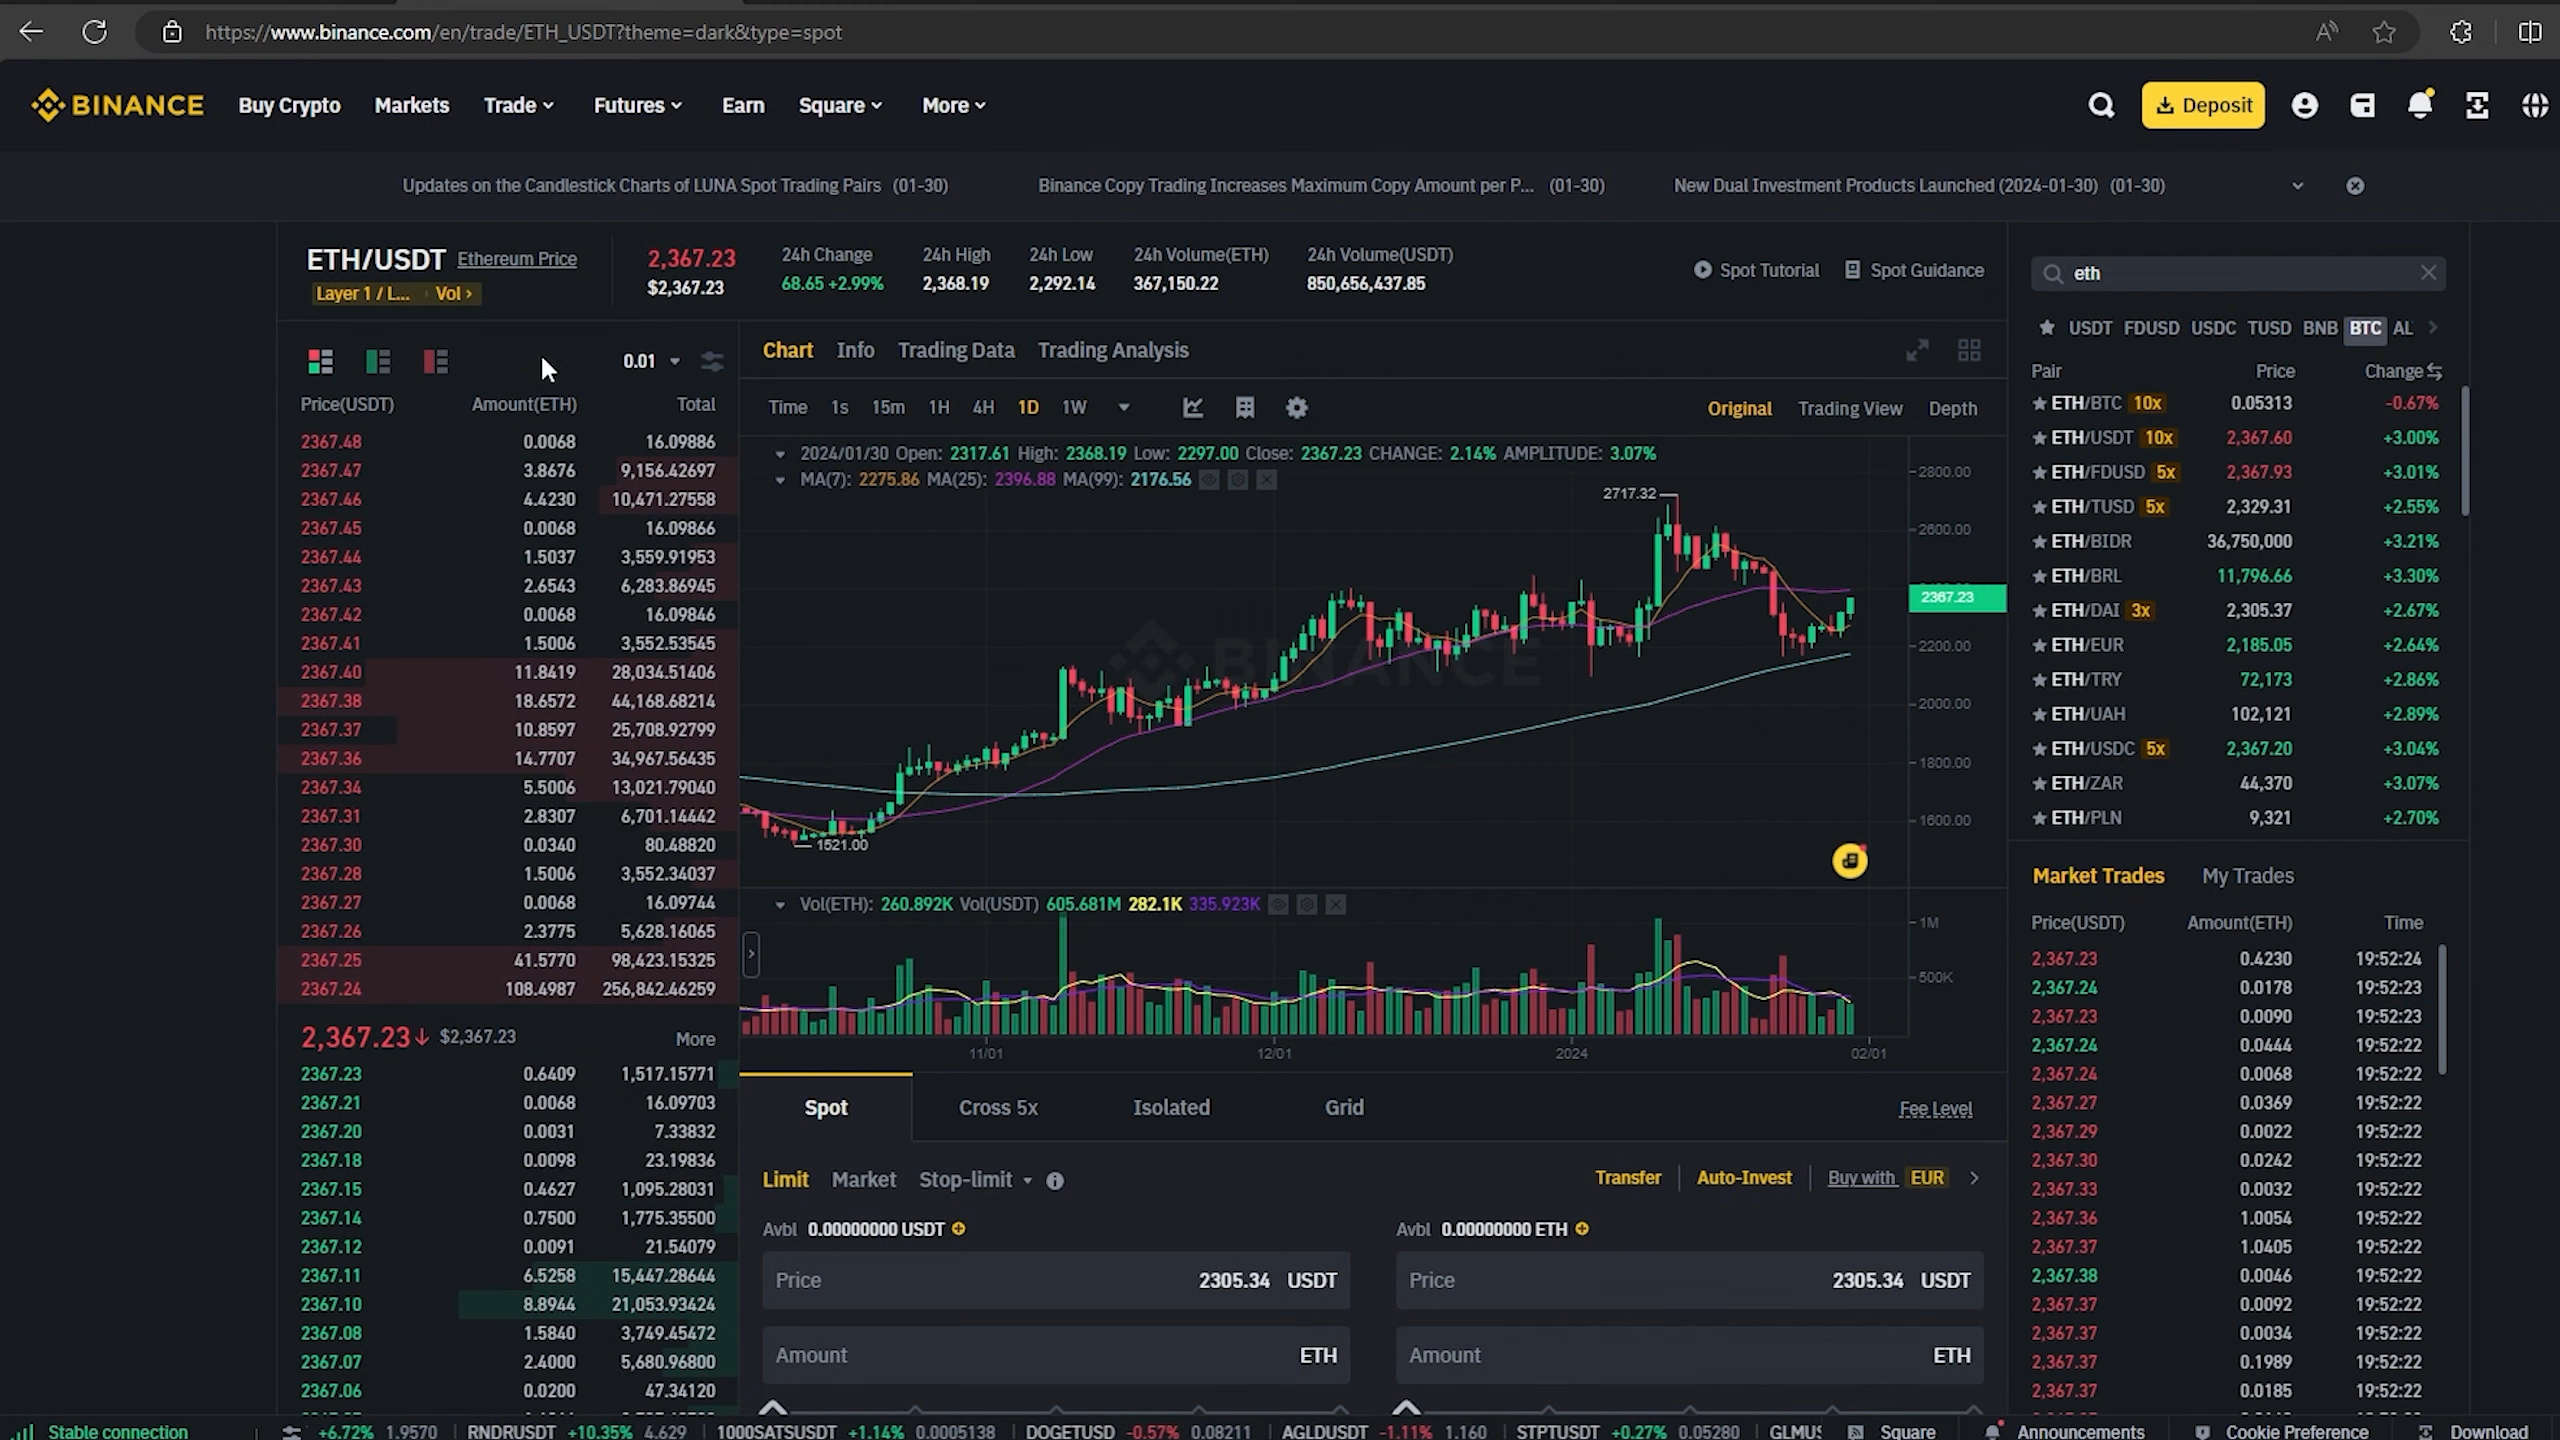 https://www.binance.com/en/trade/ETH_USDT?theme=dark&type=spot
BINANCE Buy Crypto Markets Trade Futures Earn Square More Deposit
Updates on the Candlestick Charts of LUNA Spot Trading Pairs (01-30) Binance Copy Trading Increases Maximum Copy Amount per P... (01-30) New Dual Investment Products Launched (2024-01-30) (01-30)
ETH/USDT Ethereum Price
Layer 1 / L... Vol
2,367.23
$2,367.23
24h Change
68.65 +2.99%
24h High
2,368.19
24h Low
2,292.14
24h Volume(ETH)
367,150.22
24h Volume(USDT)
850,656,437.85
Spot Tutorial Spot Guidance
0.01
Price(USDT) Amount(ETH) Total
2367.48 0.0068 16.09886
2367.47 3.8676 9,156.42697
2367.46 4.4230 10,471.27558
2367.45 0.0068 16.09866
2367.44 1.5037 3,559.91953
2367.43 2.6543 6,283.86945
2367.42 0.0068 16.09846
2367.41 1.5006 3,552.53545
2367.40 11.8419 28,034.51406
2367.38 18.6572 44,168.68214
2367.37 10.8597 25,708.92799
2367.36 14.7707 34,967.56435
2367.34 5.5006 13,021.79040
2367.31 2.8307 6,701.14442
2367.30 0.0340 80.48820
2367.28 1.5006 3,552.34037
2367.27 0.0068 16.09744
2367.26 2.3775 5,628.16065
2367.25 41.5770 98,423.15325
2367.24 108.4987 256,842.46259
2,367.23 $2,367.23 More
2367.23 0.6409 1,517.15771
2367.21 0.0068 16.09703
2367.20 0.0031 7.33832
2367.18 0.0098 23.19836
2367.15 0.4627 1,095.28031
2367.14 0.7500 1,775.35500
2367.12 0.0091 21.54079
2367.11 6.5258 15,447.28644
2367.10 8.8944 21,053.93424
2367.08 1.5840 3,749.45472
2367.07 2.4000 5,680.96800
2367.06 0.0200 47.34120
Chart Info Trading Data Trading Analysis
Time 1s 15m 1H 4H 1D 1W Original Trading View Depth
2024/01/30 Open: 2317.61 High: 2368.19 Low: 2297.00 Close: 2367.23 CHANGE: 2.14% AMPLITUDE: 3.07%
MA(7): 2275.86 MA(25): 2396.88 MA(99): 2176.56
2717.32
1521.00
BINANCE
2800.00
2600.00
2367.23
2200.00
2000.00
1800.00
1600.00
Vol(ETH): 260.892K Vol(USDT) 605.681M 282.1K 335.923K
1M
500K
11/01 12/01 2024 02/01
Spot Cross 5x Isolated Grid Fee Level
Limit Market Stop-limit Transfer Auto-Invest Buy with EUR
Avbl 0.00000000 USDT
Price 2305.34 USDT
Amount ETH
Avbl 0.00000000 ETH
Price 2305.34 USDT
Amount ETH
eth
USDT FDUSD USDC TUSD BNB BTC AL
Pair Price Change
ETH/BTC 10x 0.05313 -0.67%
ETH/USDT 10x 2,367.60 +3.00%
ETH/FDUSD 5x 2,367.93 +3.01%
ETH/TUSD 5x 2,329.31 +2.55%
ETH/BIDR 36,750,000 +3.21%
ETH/BRL 11,796.66 +3.30%
ETH/DAI 3x 2,305.37 +2.67%
ETH/EUR 2,185.05 +2.64%
ETH/TRY 72,173 +2.86%
ETH/UAH 102,121 +2.89%
ETH/USDC 5x 2,367.20 +3.04%
ETH/ZAR 44,370 +3.07%
ETH/PLN 9,321 +2.70%
Market Trades My Trades
Price(USDT) Amount(ETH) Time
2,367.23 0.4230 19:52:24
2,367.24 0.0178 19:52:23
2,367.23 0.0090 19:52:23
2,367.24 0.0444 19:52:22
2,367.24 0.0068 19:52:22
2,367.27 0.0369 19:52:22
2,367.29 0.0022 19:52:22
2,367.30 0.0242 19:52:22
2,367.33 0.0032 19:52:22
2,367.36 1.0054 19:52:22
2,367.37 1.0405 19:52:22
2,367.38 0.0046 19:52:22
2,367.37 0.0092 19:52:22
2,367.37 0.0034 19:52:22
2,367.37 0.1989 19:52:22
2,367.37 0.0185 19:52:22
Stable connection +6.72% 1.9570 RNDRUSDT +10.35% 4.629 1000SATSUSDT +1.14% 0.0005138 DOGETUSD -0.57% 0.08211 AGLDUSDT -1.11% 1.160 STPTUSDT +0.27% 0.05280 GLMUS Square Announcements Cookie Preference Download